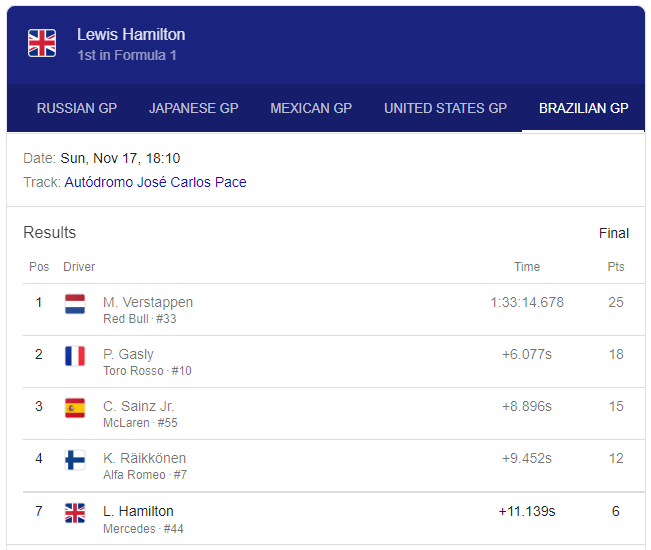 Lewis Hamilton
1st in Formula 1
RUSSIAN GP JAPANESE GP MEXICAN GP UNITED STATES GP BRAZILIAN GP
Date: Sun, Nov 17, 18:10
Track: Autódromo José Carlos Pace
Results Final
Pos Driver Time Pts
1 M. Verstappen 1:33:14.678 25
Red Bull · #33
2 P. Gasly +6.077s 18
Toro Rosso · #10
3 C. Sainz Jr. +8.896s 15
McLaren · #55
4 K. Räikkönen +9.452s 12
Alfa Romeo · #7
7 L. Hamilton +11.139s 6
Mercedes · #44